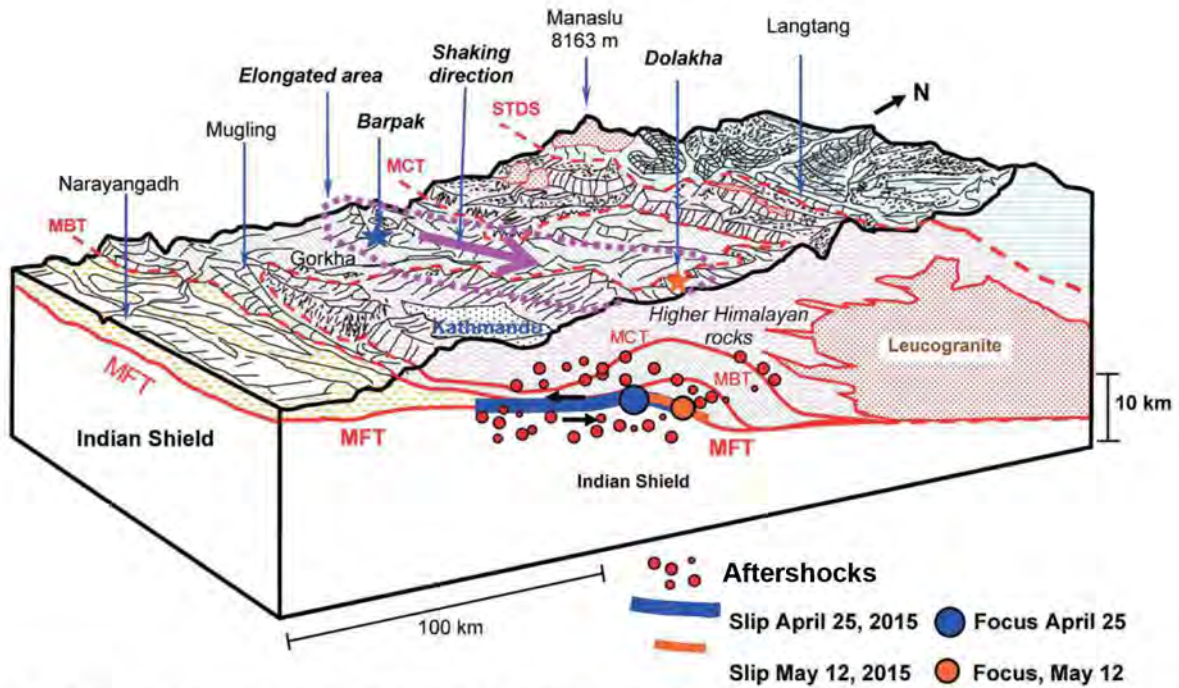 Manaslu
8163 m
Langtang
Shaking
direction
Dolakha
Elongated area
N
STDS
Barpak
Mugling
MCT
Narayangadh
MBT
Gorkha
Kathmandu
Higher Himalayan
rocks
MCT
Leucogranite
MBT
MFT
10 km
MFT
MFT
Indian Shield
Indian Shield
Aftershocks
100 km
Slip April 25, 2015
Focus April 25
Slip May 12, 2015
Focus, May 12